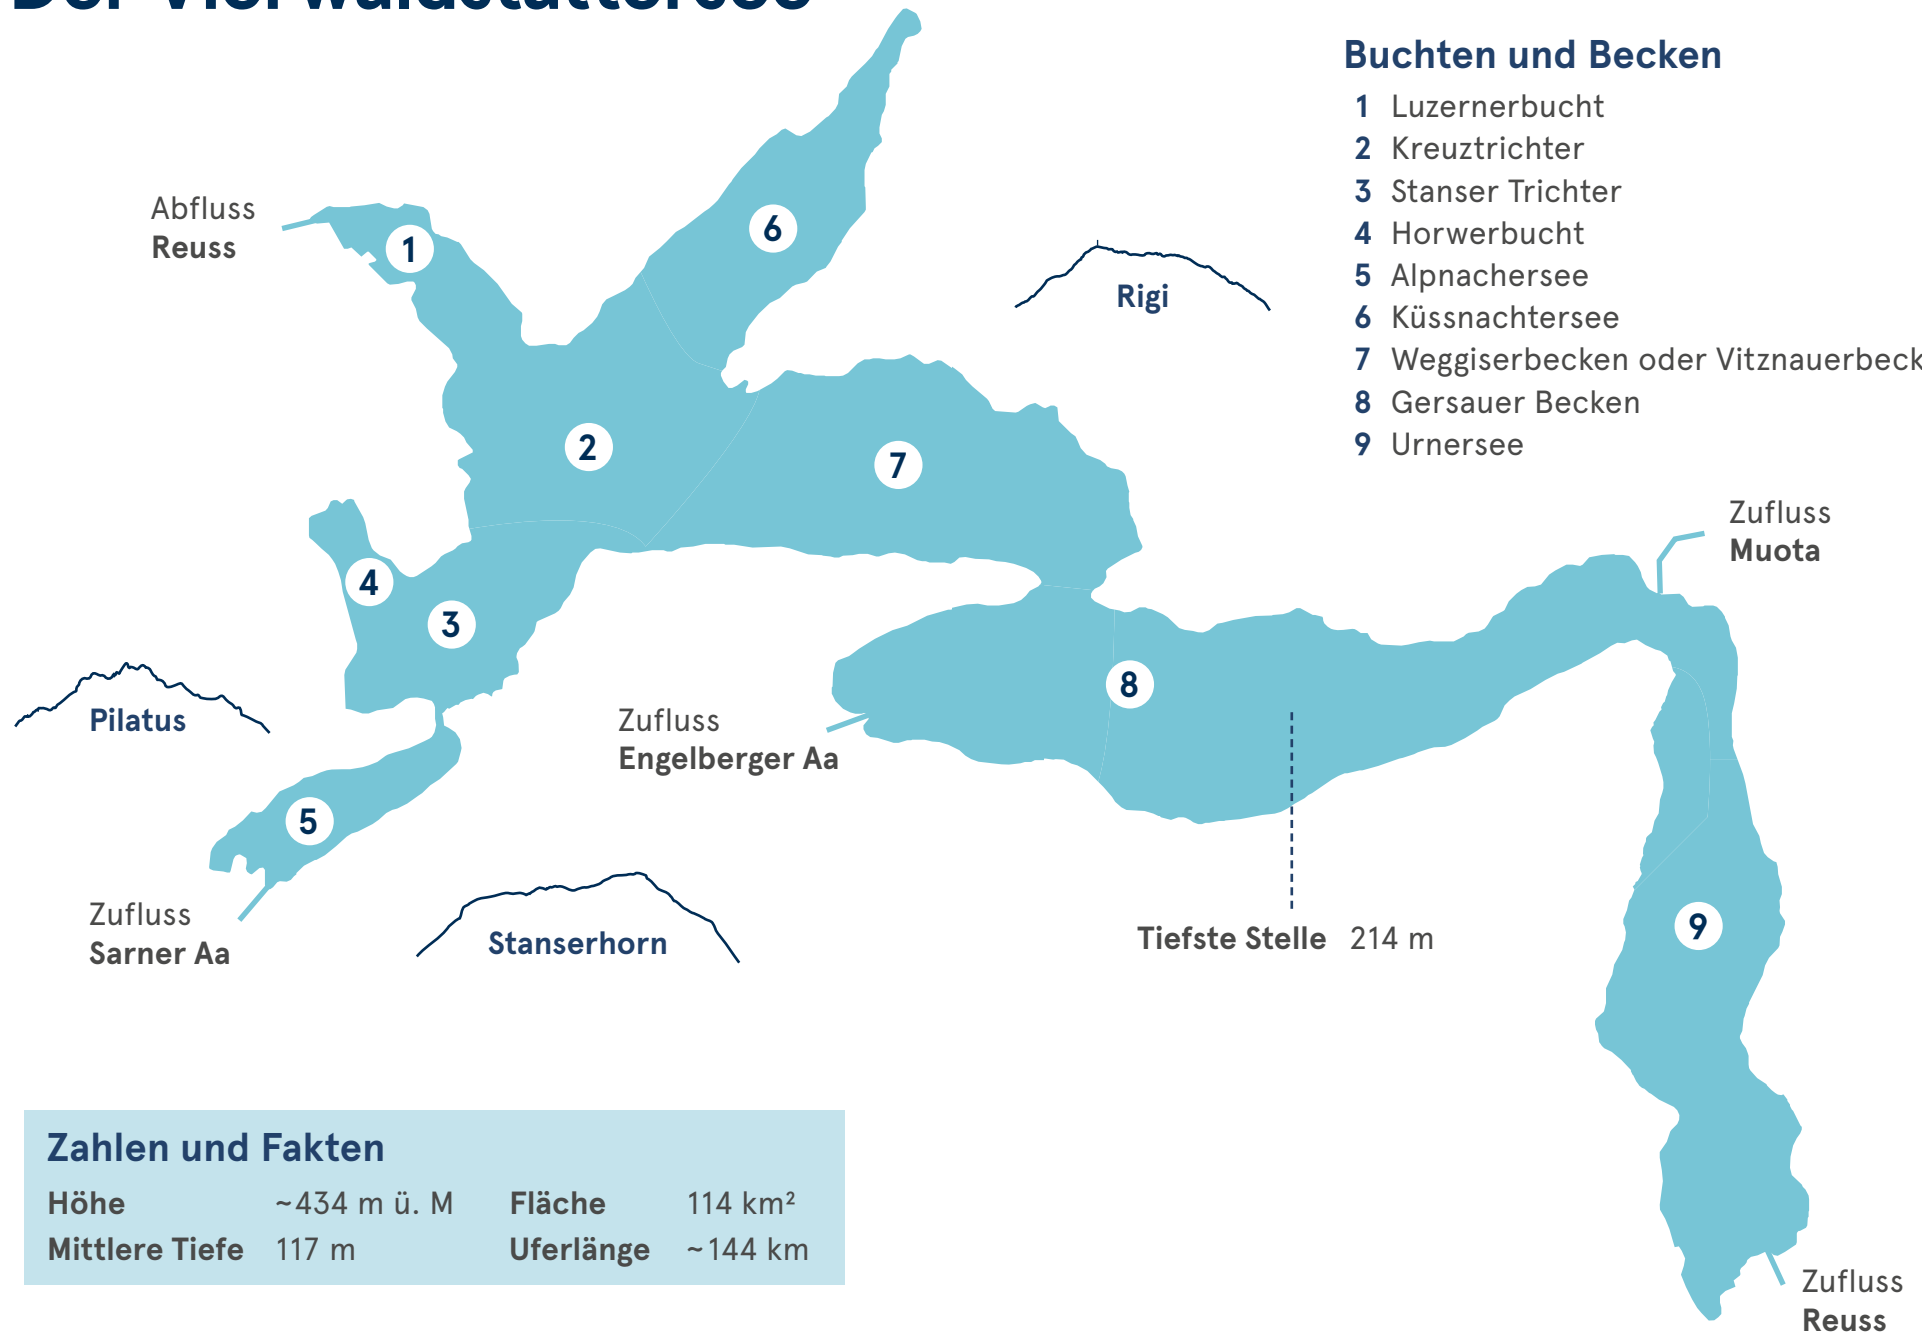 Der Vierwaldstättersee
Buchten und Becken
1 Luzernerbucht
2 Kreuztrichter
3 Stanser Trichter
4 Horwerbucht
5 Alpnachersee
6 Küssnachtersee
7 Weggiserbecken oder Vitznauerbeck
8 Gersauer Becken
9 Urnersee
Abfluss
Reuss
1
6
Rigi
2
7
Zufluss
Muota
4
3
Pilatus
8
Zufluss
Engelberger Aa
5
Zufluss
Sarner Aa
Stanserhorn
Tiefste Stelle 214 m
9
Zahlen und Fakten
Höhe ~434 m ü. M Fläche 114 km²
Mittlere Tiefe 117 m Uferlänge ~144 km
Zufluss
Reuss